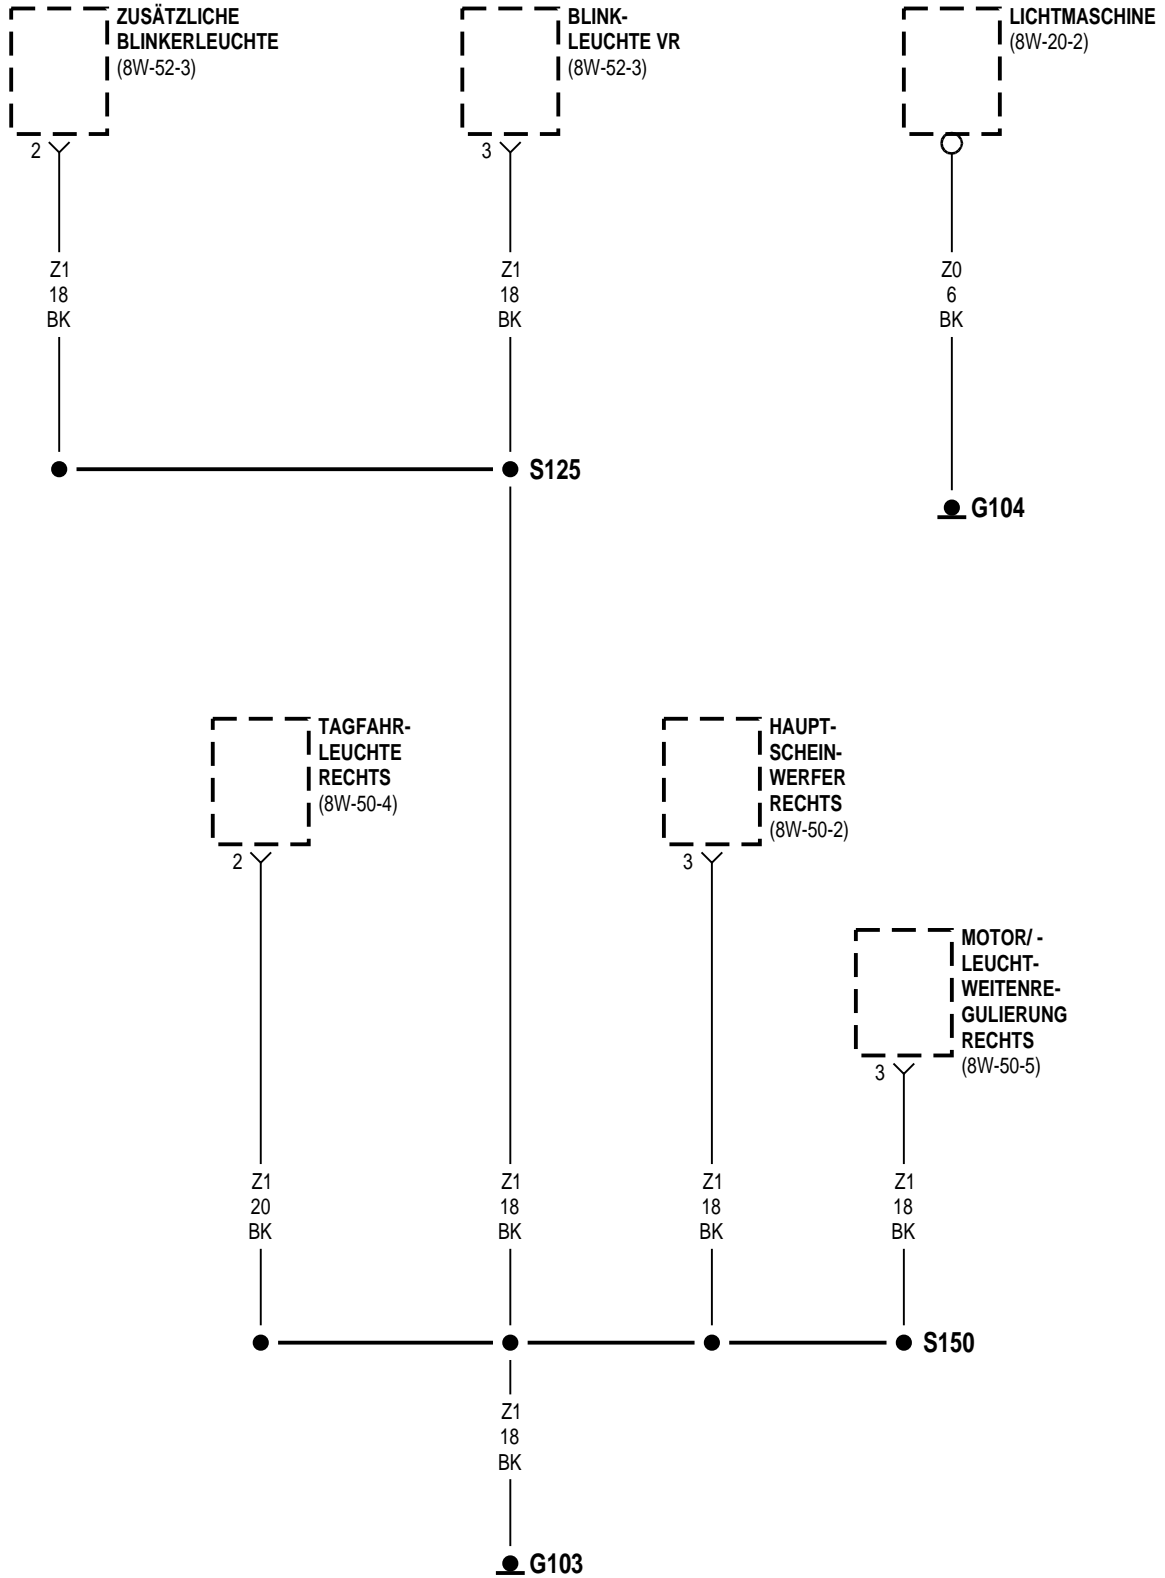 ZUSÄTZLICHE
BLINKERLEUCHTE
(8W-52-3)
BLINK-
LEUCHTE VR
(8W-52-3)
LICHTMASCHINE
(8W-20-2)
2
3
Z1
18
BK
Z1
18
BK
Z0
6
BK
S125
G104
TAGFAHR-
LEUCHTE
RECHTS
(8W-50-4)
HAUPT-
SCHEIN-
WERFER
RECHTS
(8W-50-2)
2
3
MOTOR/ -
LEUCHT-
WEITENRE-
GULIERUNG
RECHTS
(8W-50-5)
3
Z1
20
BK
Z1
18
BK
Z1
18
BK
Z1
18
BK
S150
Z1
18
BK
G103